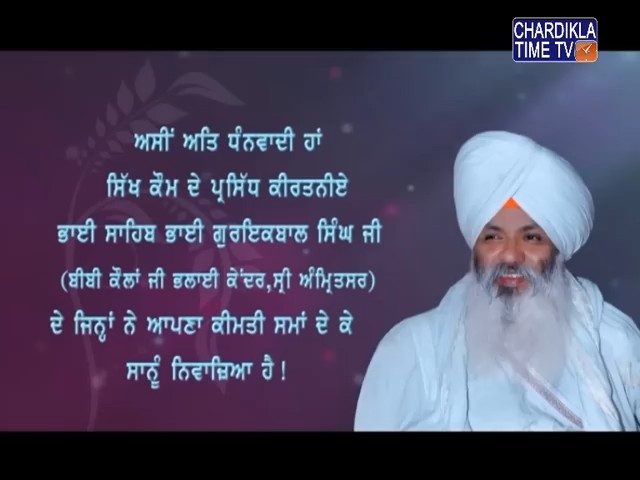 CHARDIKLA
TIME TV
ਅਸੀਂ ਅਤਿ ਧੰਨਵਾਦੀ ਹਾਂ
ਸਿੱਖ ਕੌਮ ਦੇ ਪ੍ਰਸਿੱਧ ਕੀਰਤਨੀਏ
ਭਾਈ ਸਾਹਿਬ ਭਾਈ ਗੁਰਇਕਬਾਲ ਸਿੰਘ ਜੀ
(ਬੀਬੀ ਕੌਲਾਂ ਜੀ ਭਲਾਈ ਕੇਂਦਰ,ਸ੍ਰੀ ਅੰਮ੍ਰਿਤਸਰ)
ਦੇ ਜਿਨ੍ਹਾਂ ਨੇ ਆਪਣਾ ਕੀਮਤੀ ਸਮਾਂ ਦੇ ਕੇ
ਸਾਨੂੰ ਨਿਵਾਜ਼ਿਆ ਹੈ!